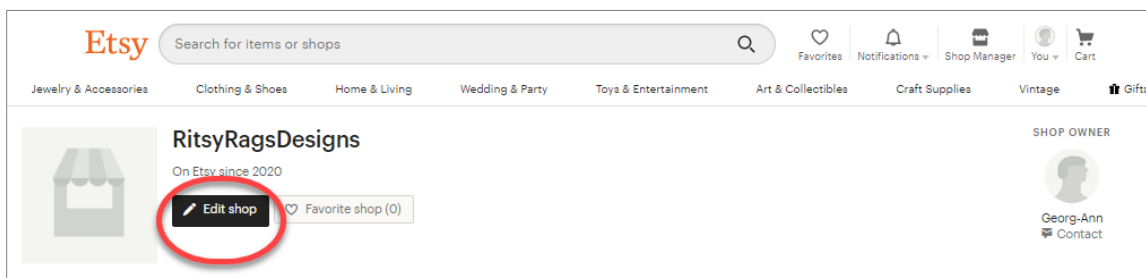 Etsy
Search for items or shops
Favorites
Notifications
Shop Manager
You
Cart
Jewelry & Accessories
Clothing & Shoes
Home & Living
Wedding & Party
Toys & Entertainment
Art & Collectibles
Craft Supplies
Vintage
Gifts
RitsyRagsDesigns
On Etsy since 2020
Edit shop
Favorite shop (0)
SHOP OWNER
Georg-Ann
Contact